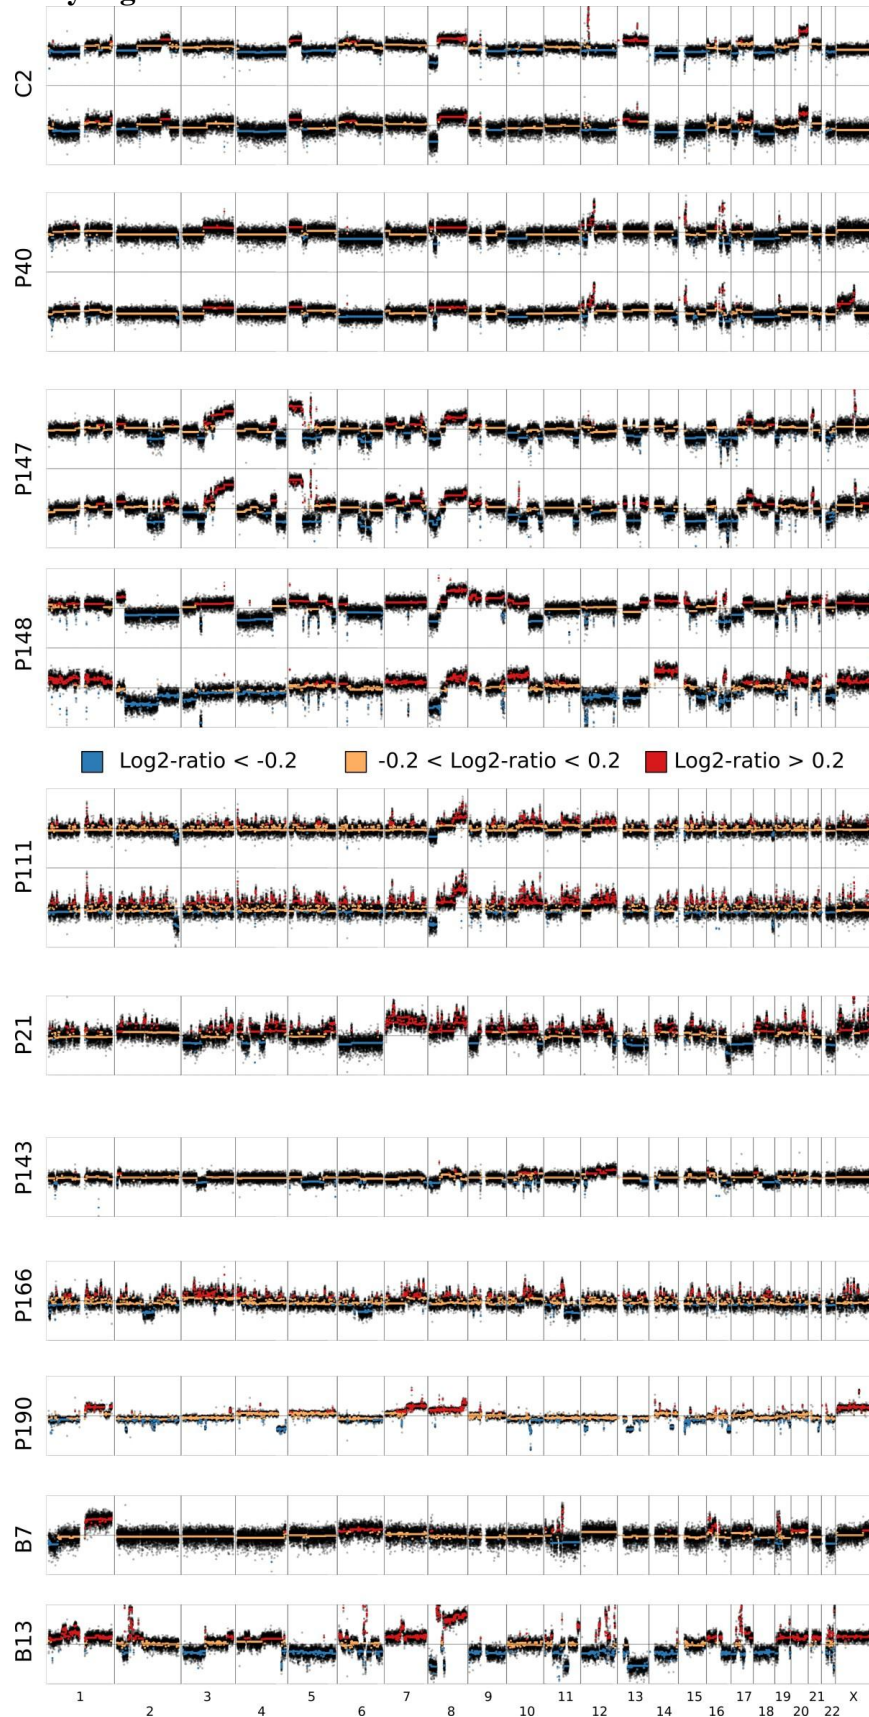 C2
P40
P147
P148
Log2-ratio < -0.2 -0.2 < Log2-ratio < 0.2 Log2-ratio > 0.2
P111
P21
P143
P166
P190
B7
B13
1 3 5 7 9 11 13 15 17 19 21 X
2 4 6 8 10 12 14 16 18 20 22